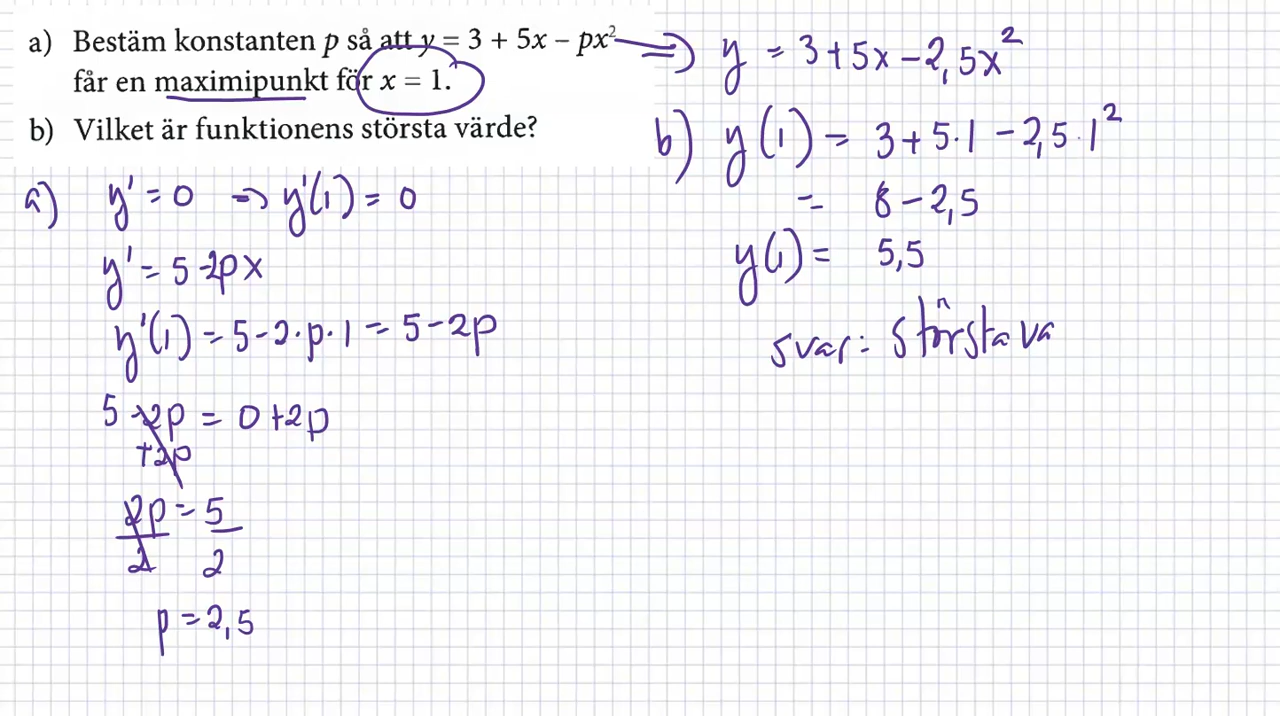 a) Bestäm konstanten p så att y = 3 + 5x − px²
får en maximipunkt för x = 1.
b) Vilket är funktionens största värde?
a) y' = 0 ⇒ y'(1) = 0
y' = 5 - 2px
y'(1) = 5 - 2·p·1 = 5 - 2p
5 - 2p = 0 + 2p
+2p
2p = 5
2 2
p = 2,5
⇒ y = 3 + 5x - 2,5x²
b) y(1) = 3 + 5·1 - 2,5·1²
= 8 - 2,5
y(1) = 5,5
svar: största va